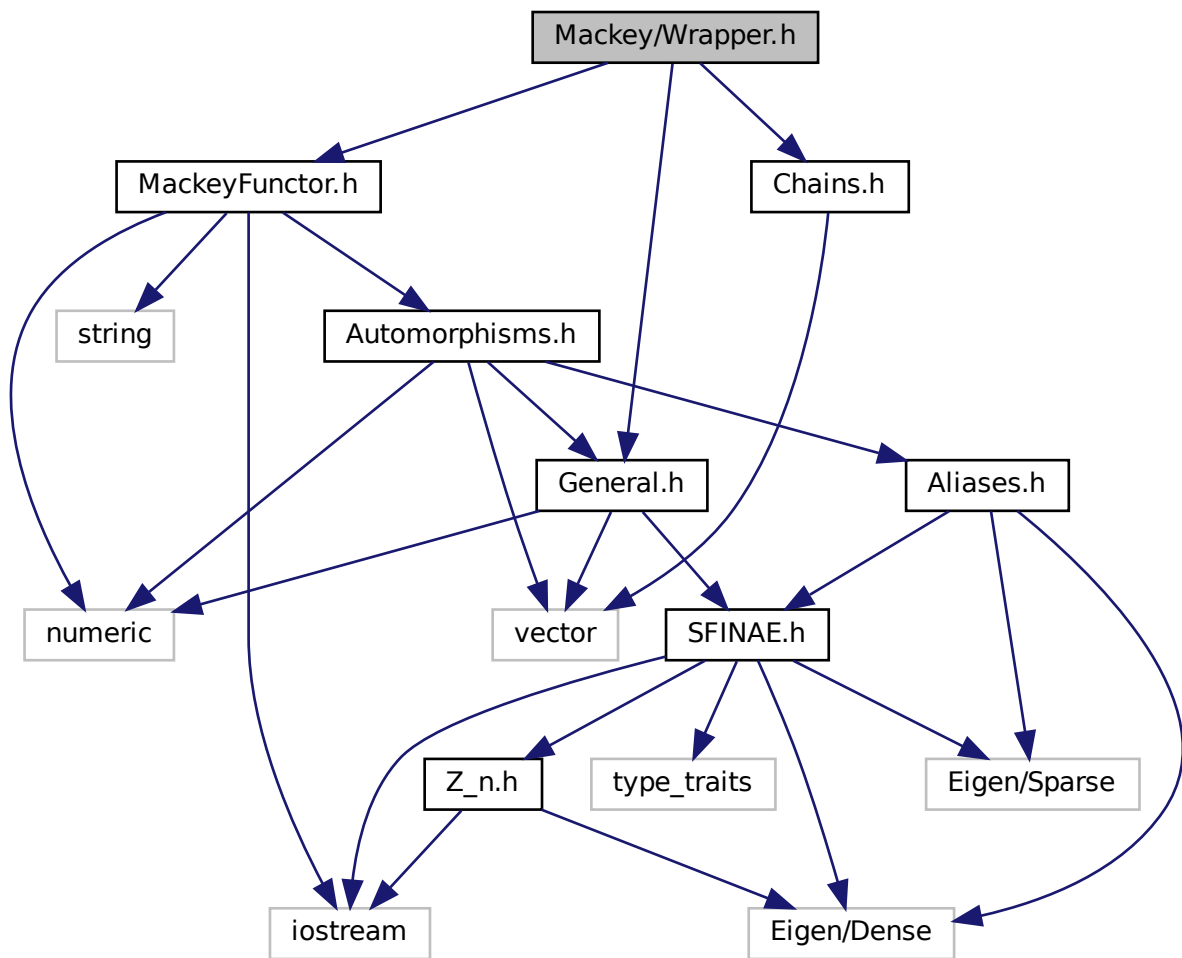 Mackey/Wrapper.h
MackeyFunctor.h
Chains.h
string
Automorphisms.h
General.h
Aliases.h
numeric
vector
SFINAE.h
Z_n.h
type_traits
Eigen/Sparse
iostream
Eigen/Dense